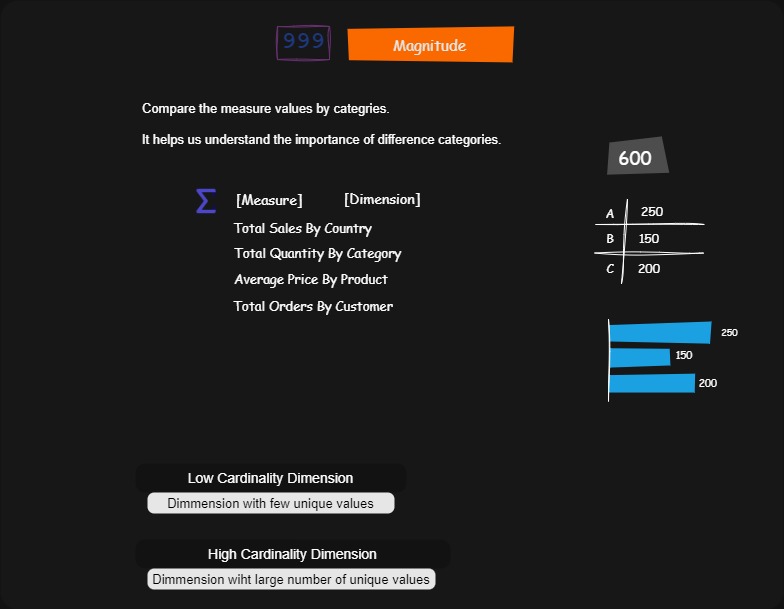 999
Magnitude
Compare the measure values by categries.
It helps us understand the importance of difference categories.
600
Σ [Measure] [Dimension]
Total Sales By Country
Total Quantity By Category
Average Price By Product
Total Orders By Customer
A 250
B 150
C 200
250
150
200
Low Cardinality Dimension
Dimmension with few unique values
High Cardinality Dimension
Dimmension wiht large number of unique values